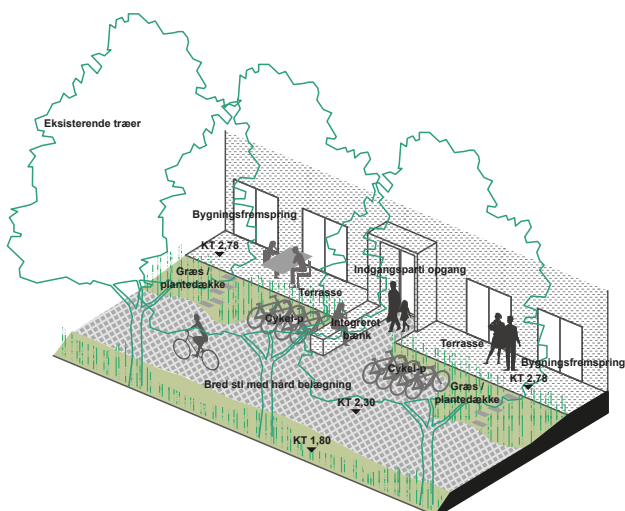 Eksisterende træer
Bygningsfremspring
KT 2,78
Græs /
plantedække
Indgangsparti opgang
Terrasse
Cykel-p
Integreret
bænk
Terrasse
Bygningsfremspring
Cykel-p
KT 2,78
Græs /
plantedække
Bred sti med hård belægning
KT 2,30
KT 1,80